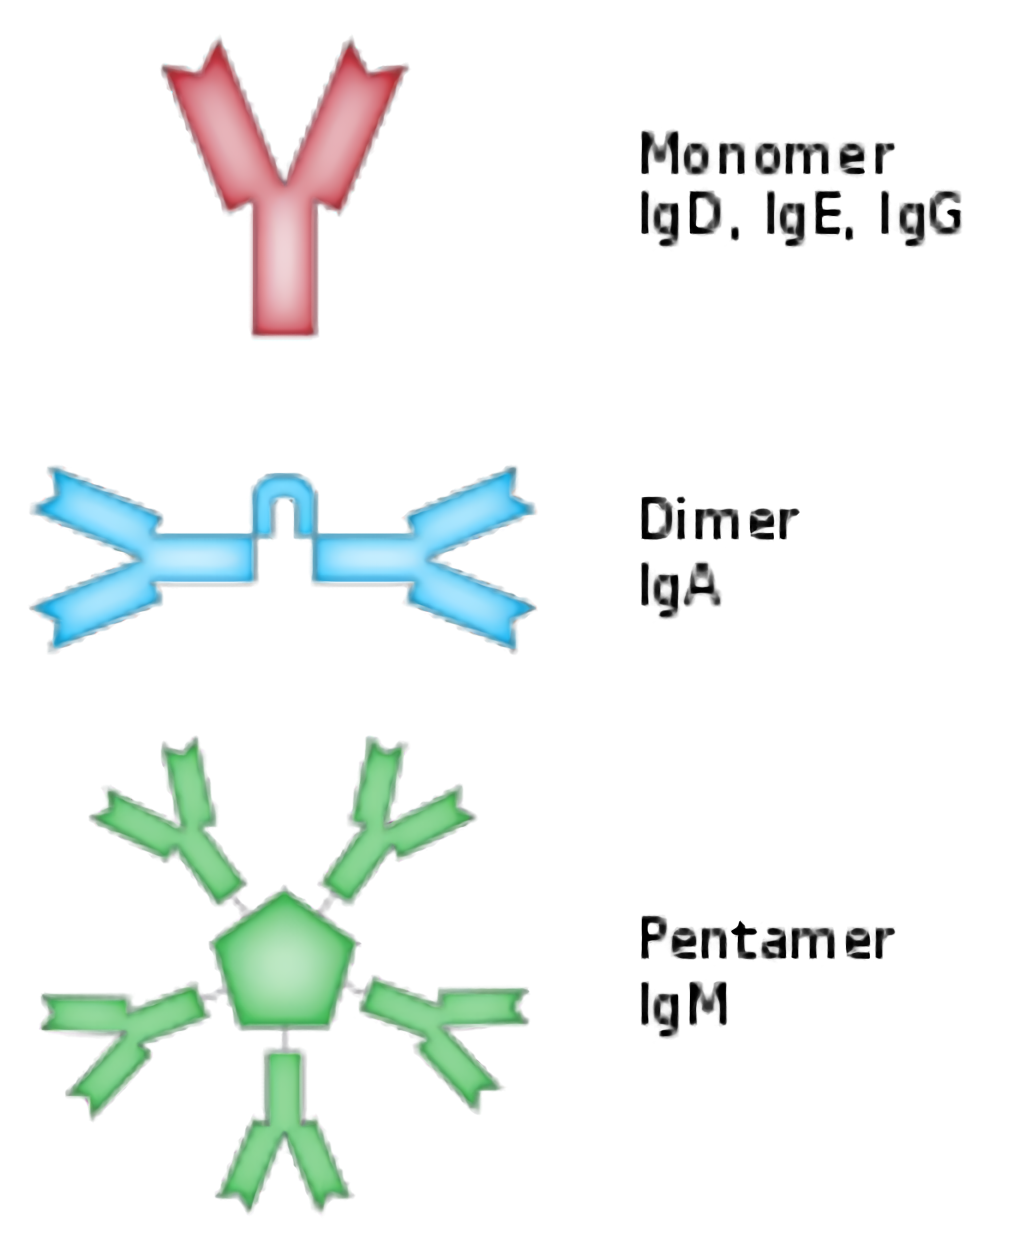 Monomer
IgD, IgE, IgG
Dimer
IgA
Pentamer
IgM